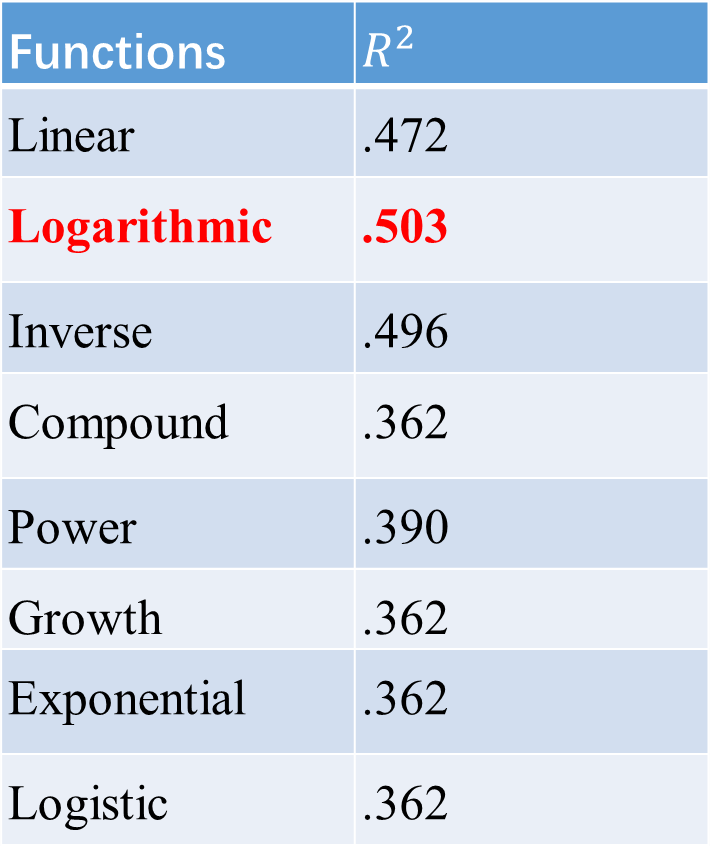 Functions R²
Linear .472
Logarithmic .503
Inverse .496
Compound .362
Power .390
Growth .362
Exponential .362
Logistic .362